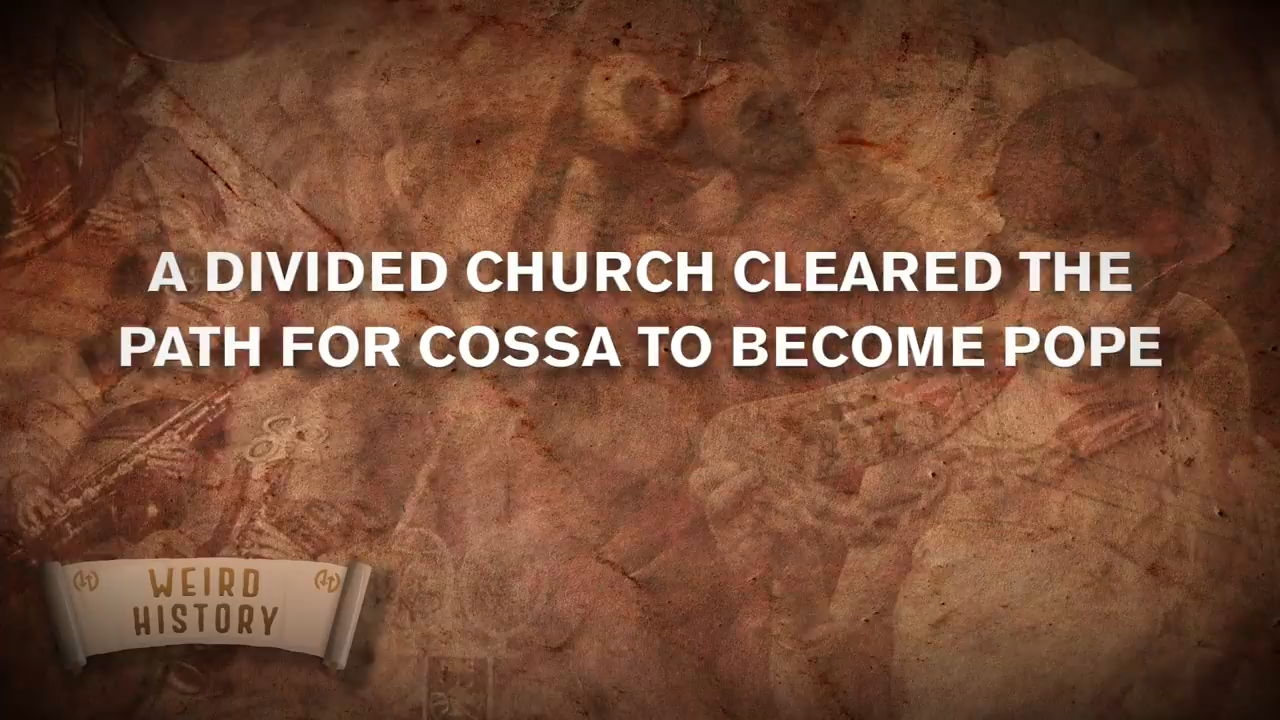 A DIVIDED CHURCH CLEARED THE
PATH FOR COSSA TO BECOME POPE
WEIRD
HISTORY